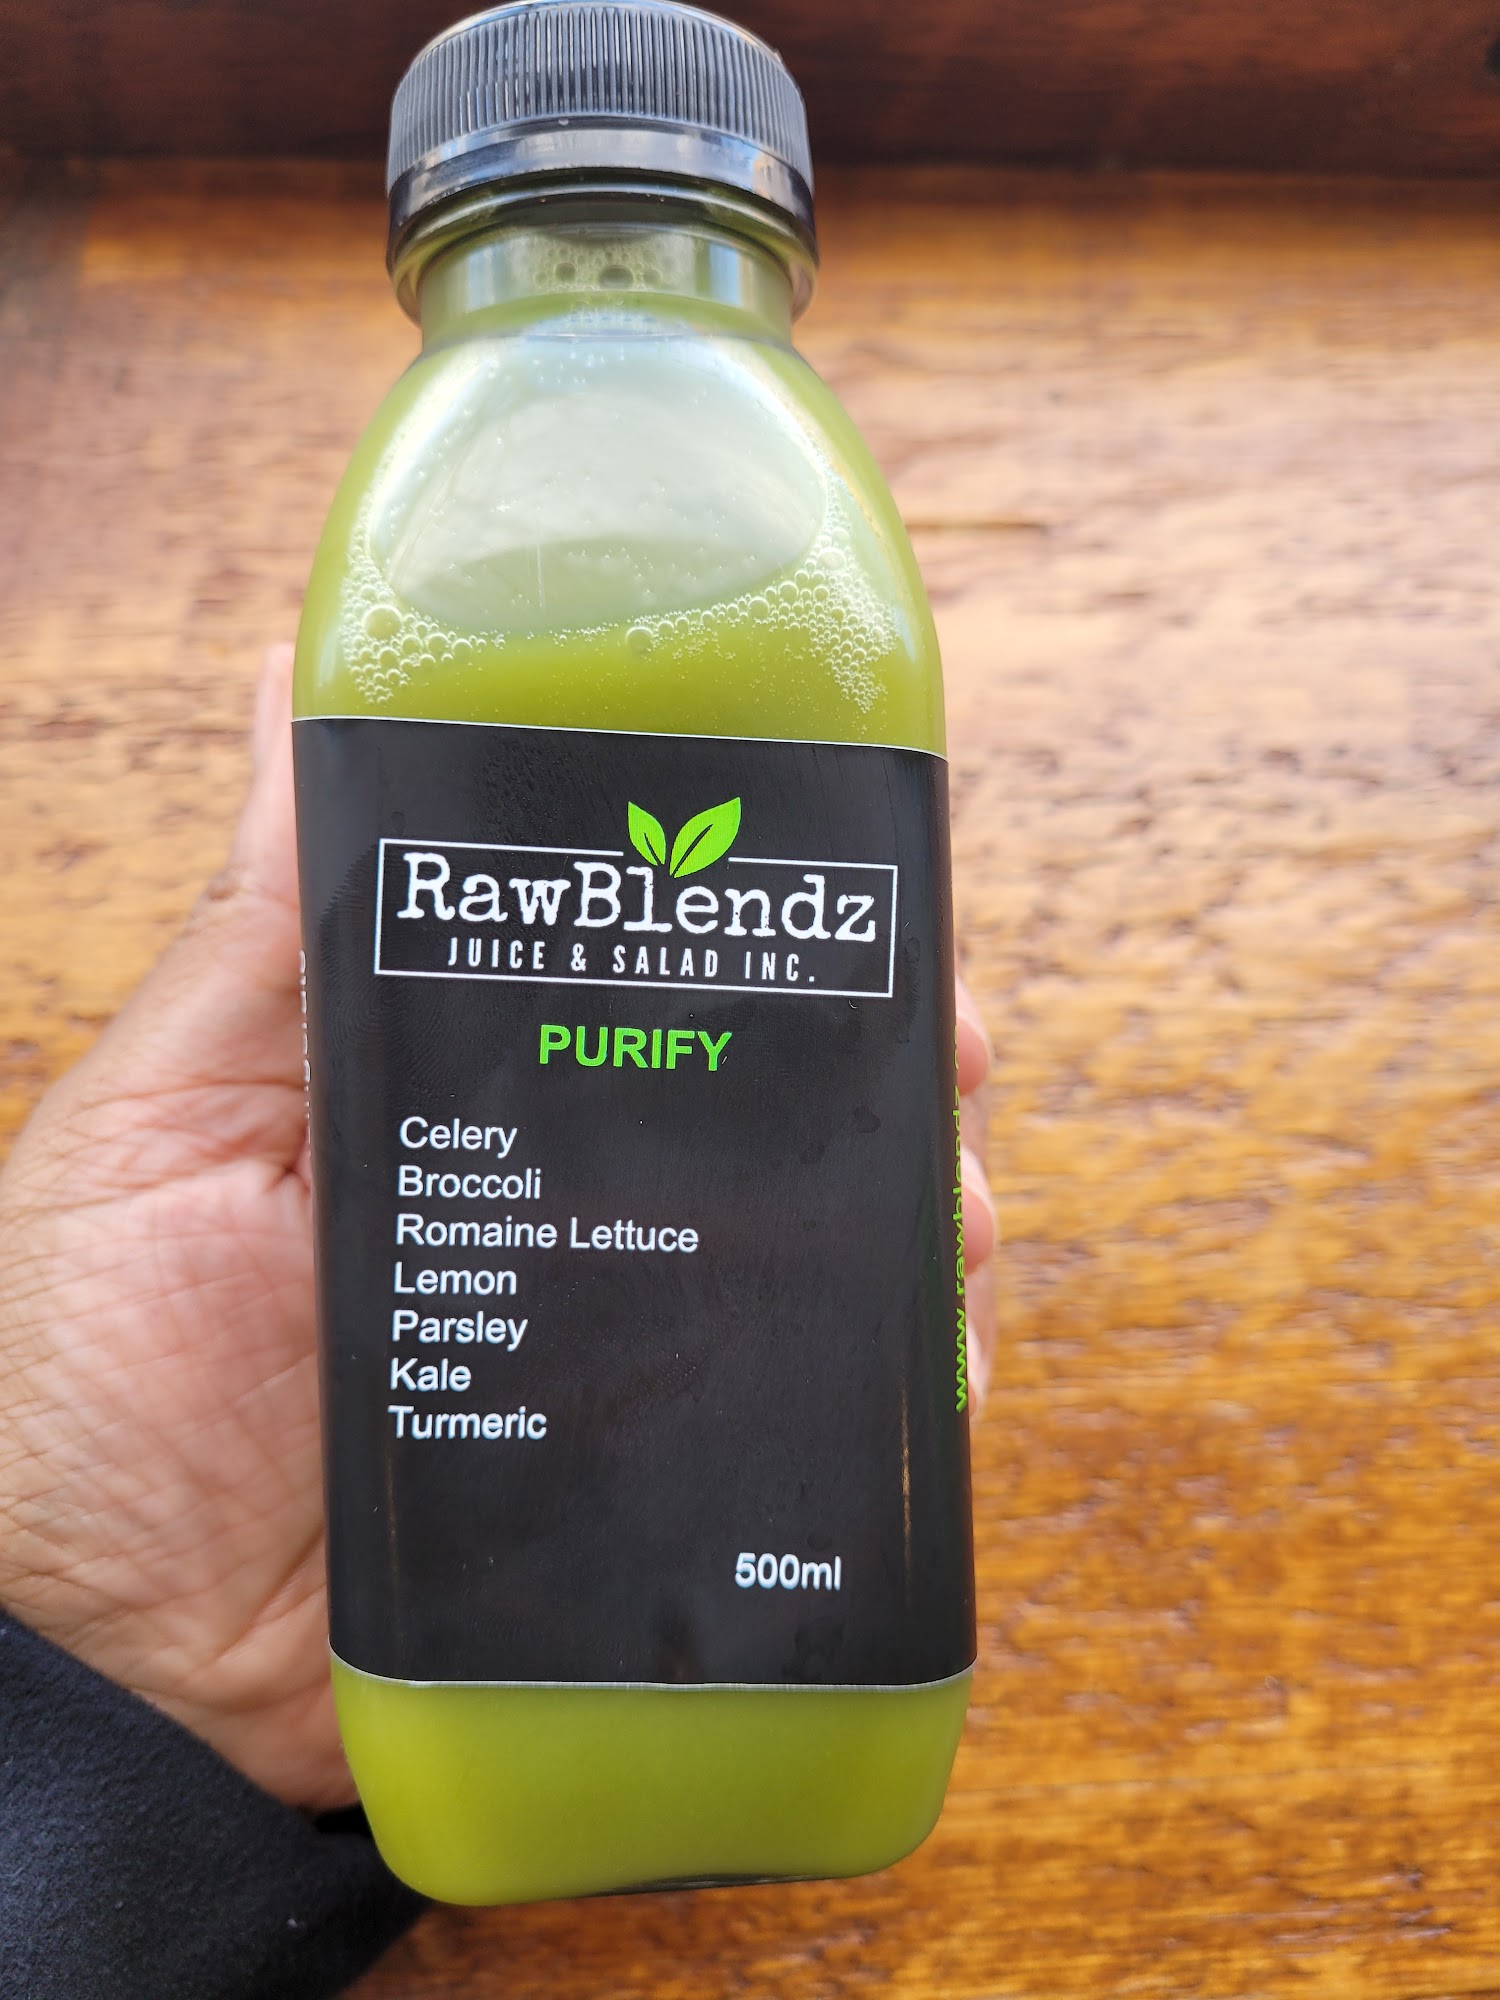 RawBlendz
JUICE & SALAD INC.
PURIFY
Celery
Broccoli
Romaine Lettuce
Lemon
Parsley
Kale
Turmeric
500ml